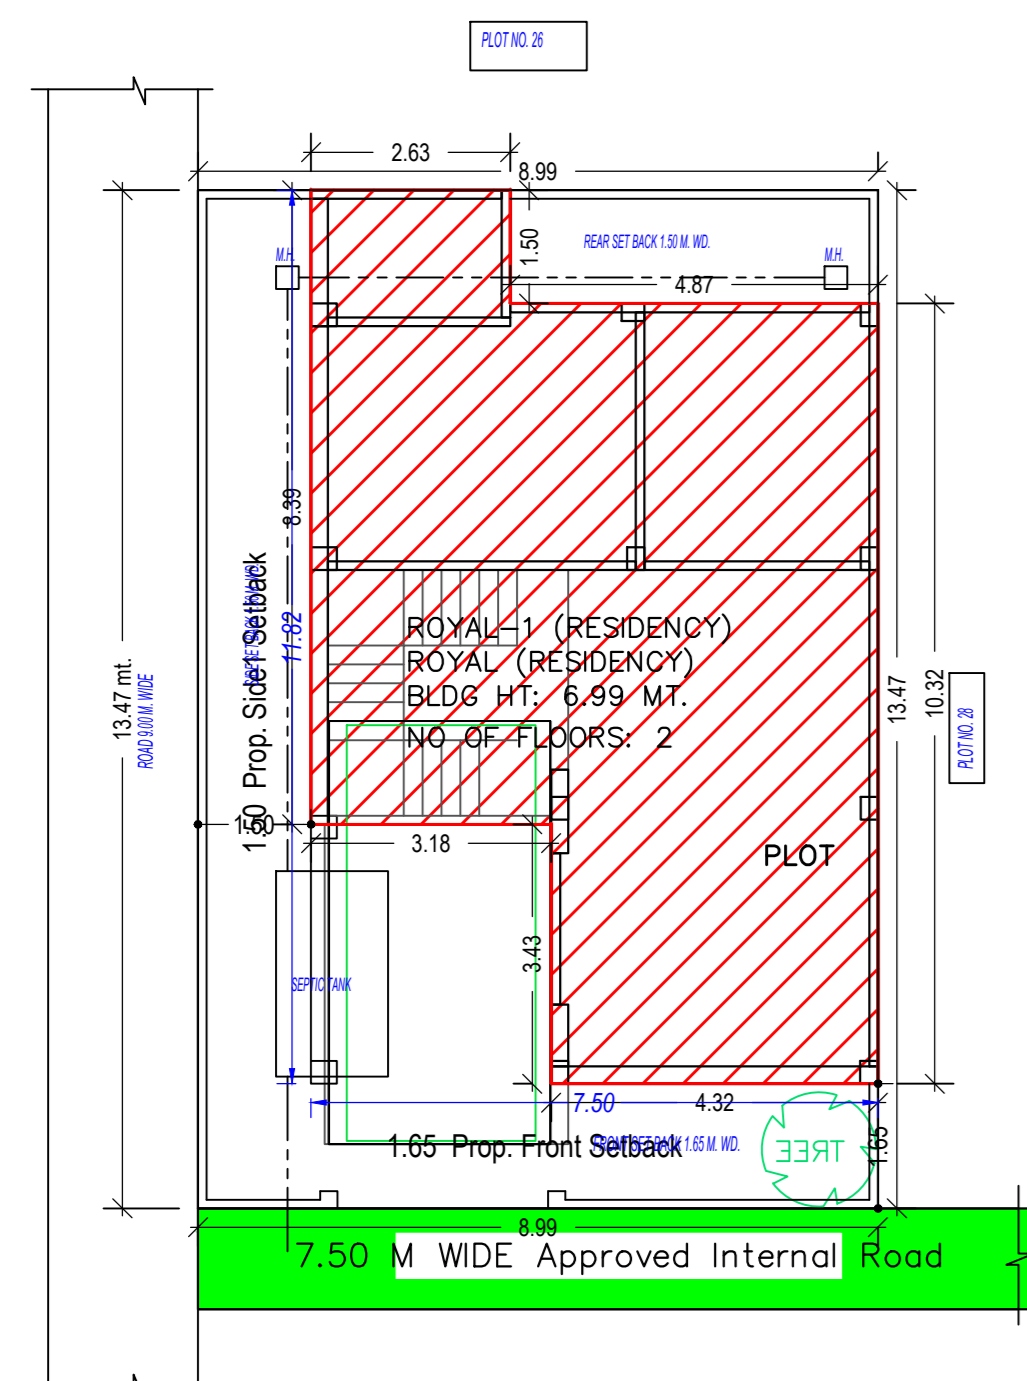 PLOT NO. 26
2.63
8.99
1.50
REAR SET BACK 1.50 M. WD.
M.H.
M.H.
4.87
8.39
11.82
1.50 Prop. Side1 Setback
13.47 mt.
ROAD 9.00 M. WIDE
ROYAL-1 (RESIDENCY)
ROYAL (RESIDENCY)
BLDG HT: 6.99 MT.
NO OF FLOORS: 2
13.47
10.32
PLOT NO. 28
1.50
3.18
PLOT
3.43
SEPTIC TANK
7.50
4.32
1.65 Prop. Front Setback
FRONT SET BACK 1.65 M. WD.
TREE
1.65
8.99
7.50 M WIDE Approved Internal Road